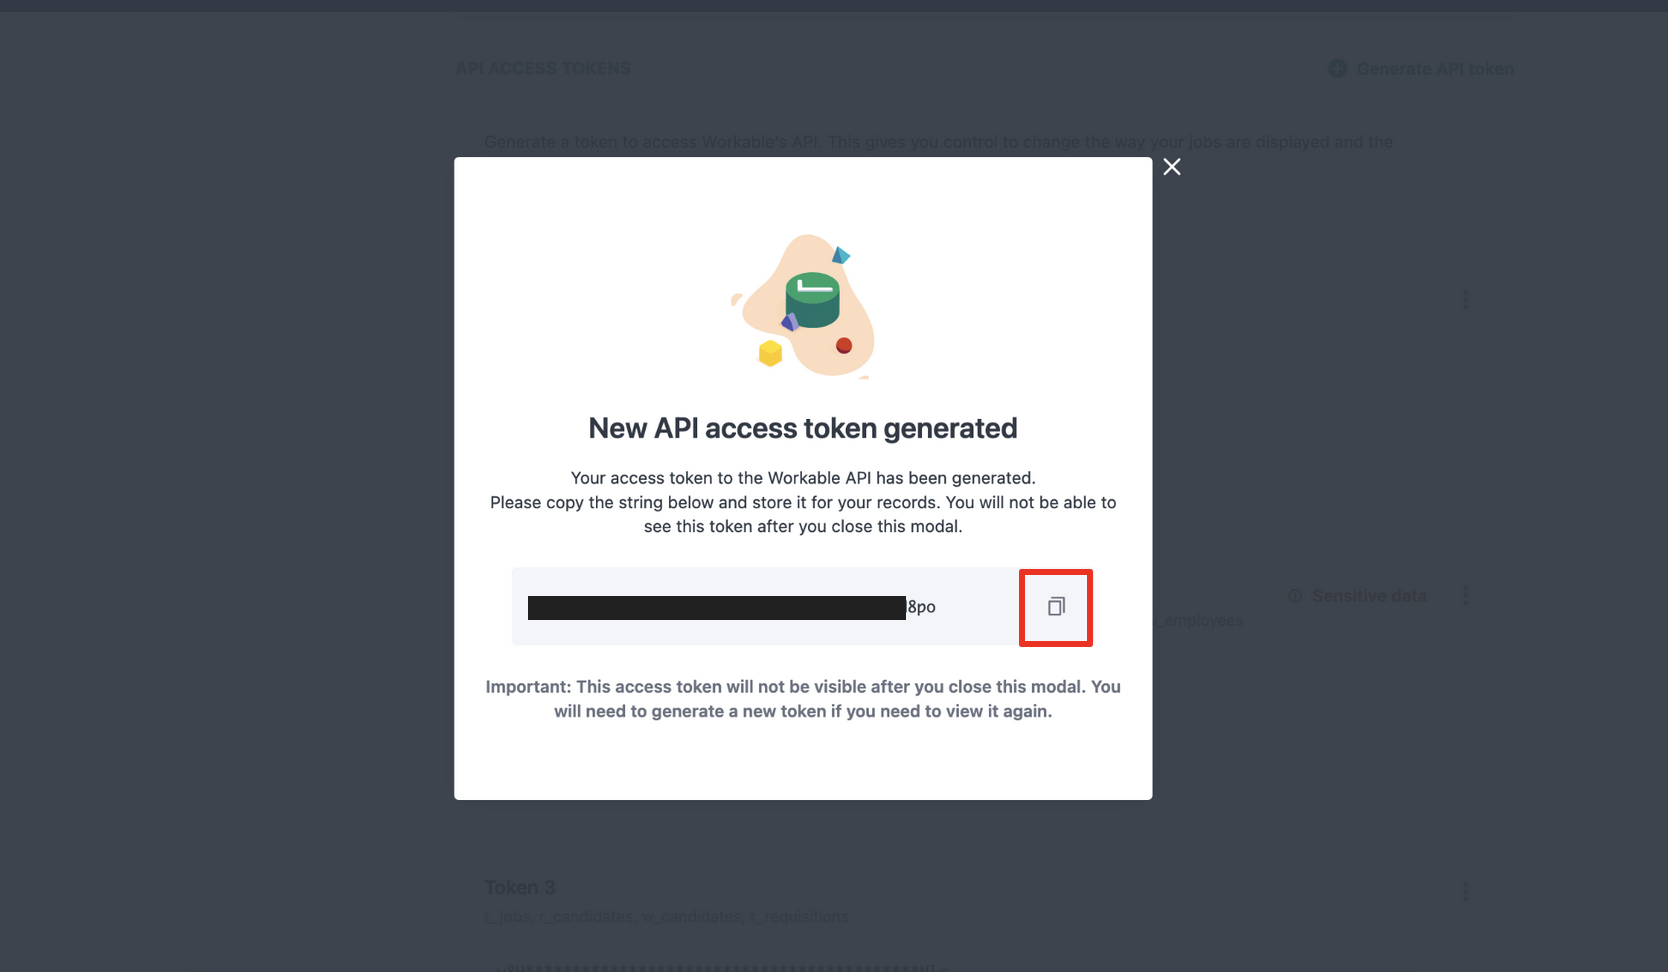 API ACCESS TOKENS
Generate API token
Generate a token to access Workable's API. This gives you control to change the way your jobs are displayed and the
New API access token generated
Your access token to the Workable API has been generated.
Please copy the string below and store it for your records. You will not be able to
see this token after you close this modal.
8po
Sensitive data
_employees
Important: This access token will not be visible after you close this modal. You
will need to generate a new token if you need to view it again.
Token 3
r_jobs, r_candidates, w_candidates, r_requisitions